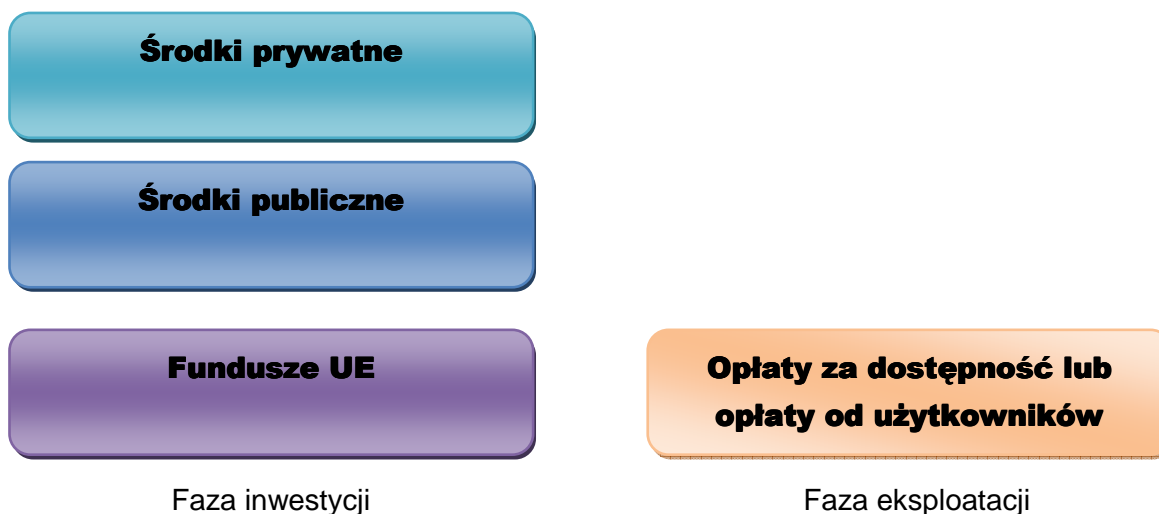 Środki prywatne
Środki publiczne
Fundusze UE
Opłaty za dostępność lub
opłaty od użytkowników
Faza inwestycji
Faza eksploatacji